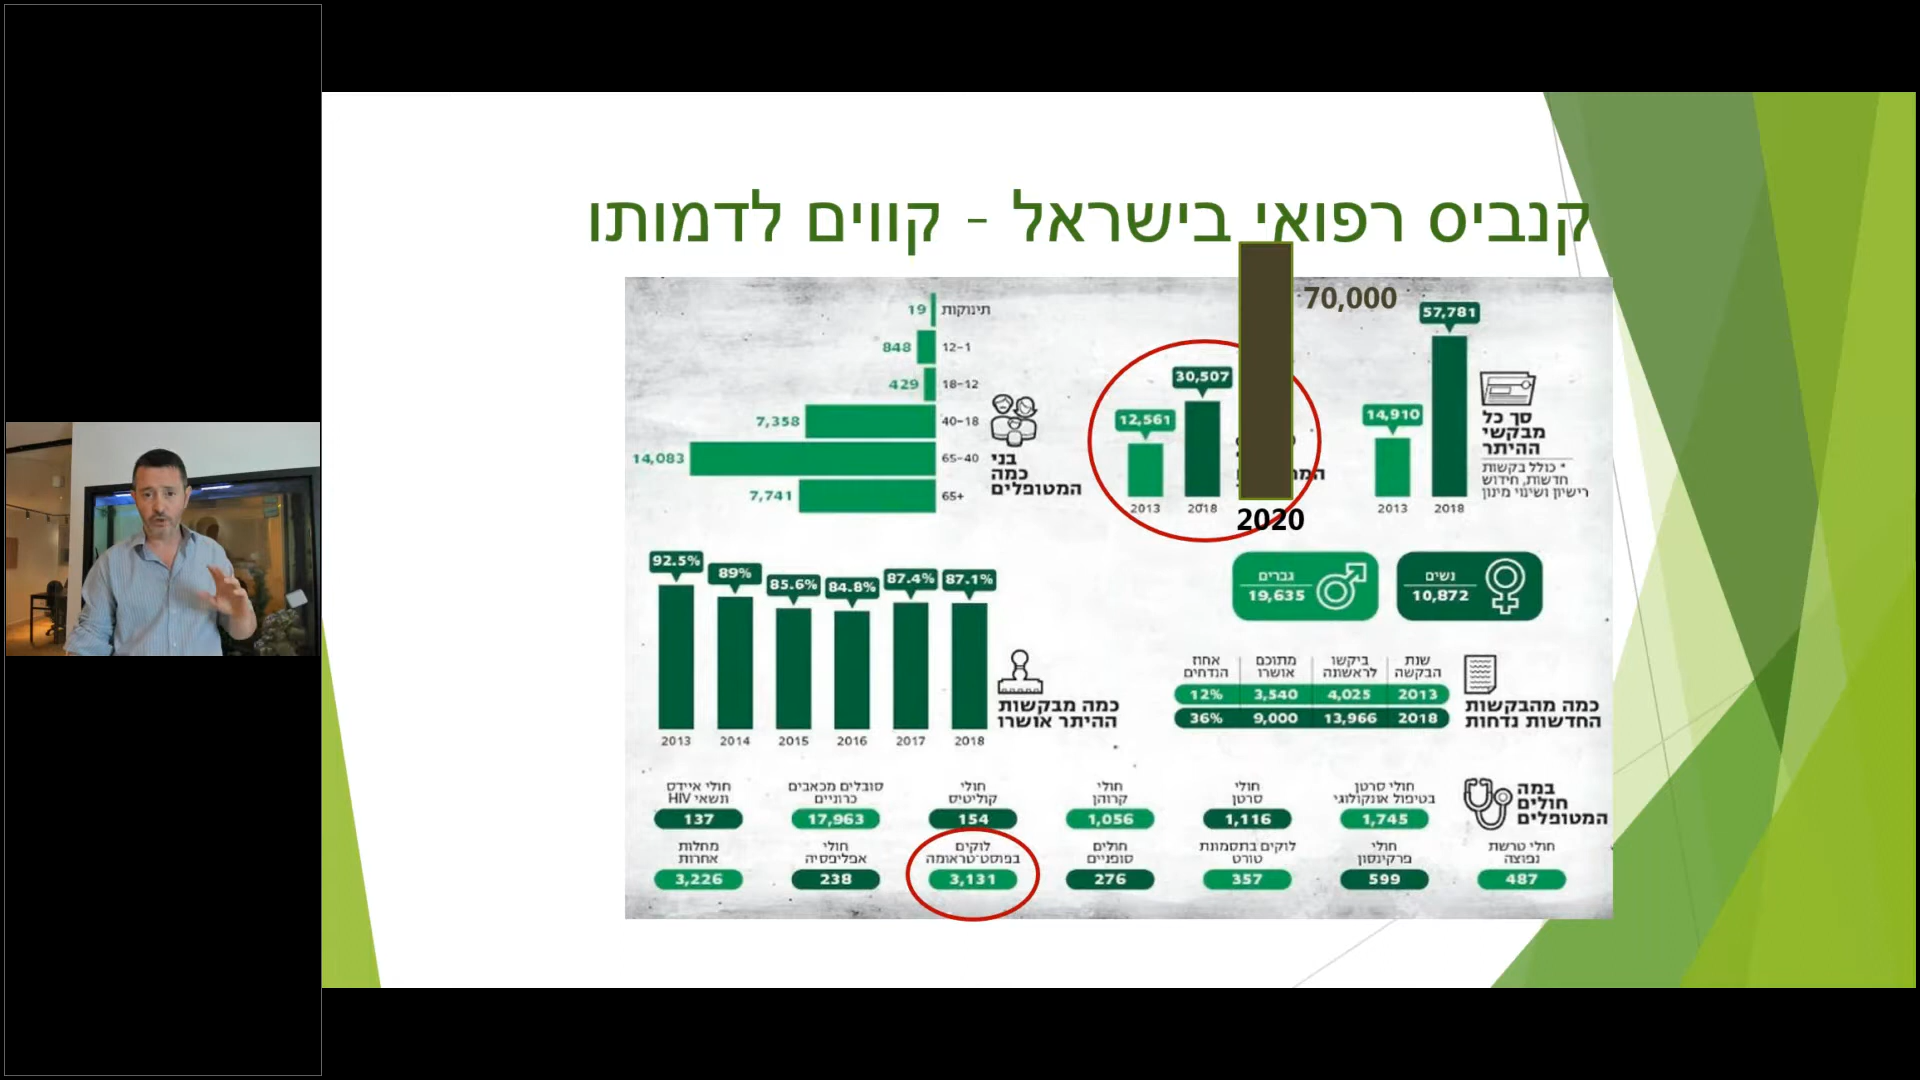 קנביס רפואי בישראל - קווים לדמותו
70,000
57,781
14,910
2013
2018
סך כל
מבקשי
ההיתר
* כולל בקשות
חדשות, חידוש
רישיון ושינוי מינון
30,507
12,561
2013
2018
2020
תינוקות 19
12-1 848
18-12 429
40-18 7,358
65-40 14,083
65+ 7,741
בני
כמה
המטופלים
נשים
10,872
גברים
19,635
92.5%
89%
85.6%
84.8%
87.4%
87.1%
2013
2014
2015
2016
2017
2018
כמה מבקשות
ההיתר אושרו
כמה מהבקשות
החדשות נדחות
שנת הבקשה
ביקשו לראשונה
מתוכם אושרו
אחוז הנדחים
2013 4,025 3,540 12%
2018 13,966 9,000 36%
במה
חולים
המטופלים
חולי סרטן
בטיפול אונקולוגי
1,745
חולי
סרטן
1,116
חולי
קרוהן
1,056
חולי
קוליטיס
154
סובלים מכאבים
כרוניים
17,963
חולי איידס
ונשאי HIV
137
חולי טרשת
נפוצה
487
חולי
פרקינסון
599
לוקים בתסמונת
טורט
357
חולים
סופניים
276
לוקים
בפוסט־טראומה
3,131
חולי
אפילפסיה
238
מחלות
אחרות
3,226